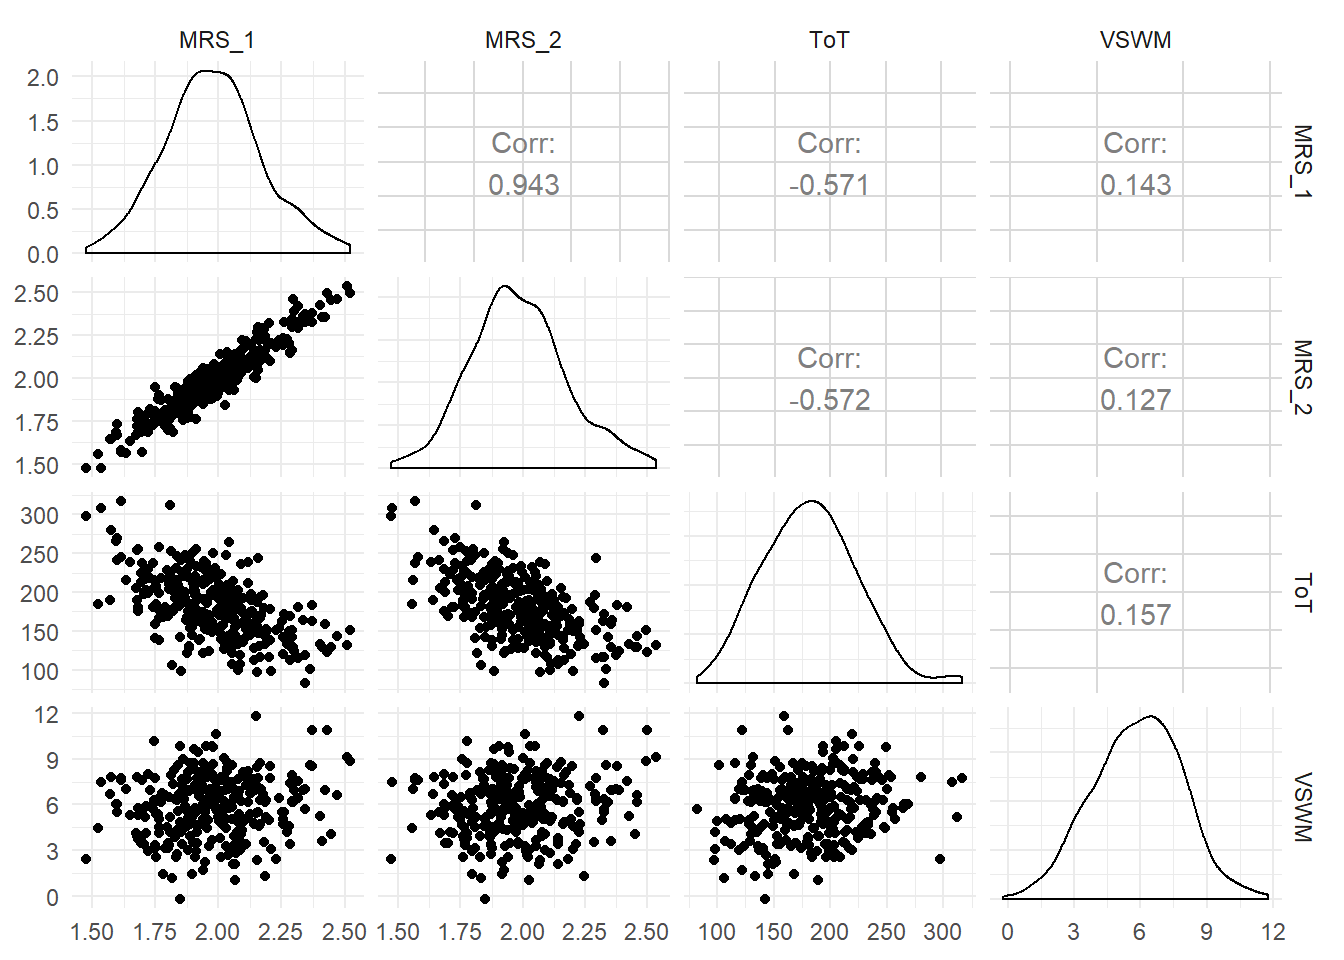 MRS_1 MRS_2 ToT VSWM
2.0
1.5
1.0
0.5
0.0
Corr:
0.943
Corr:
-0.571
Corr:
0.143
MRS_1
2.50
2.25
2.00
1.75
1.50
Corr:
-0.572
Corr:
0.127
MRS_2
300
250
200
150
100
Corr:
0.157
ToT
12
9
6
3
0
VSWM
1.50 1.75 2.00 2.25 2.50 1.50 1.75 2.00 2.25 2.50 100 150 200 250 300 0 3 6 9 12